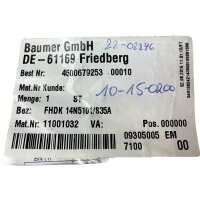 Baumer GmbH
22-02246
DE - 61169 Friedberg
Best Nr: 4500679253 00010
Mat.Nr Kunde:
10-15-0200
Menge: 1 ST
Bez: FHDK 14N5101/S35A
Pos. 000000
Mat.Nr: 11001032 VA:
09305005 EM
7100 00